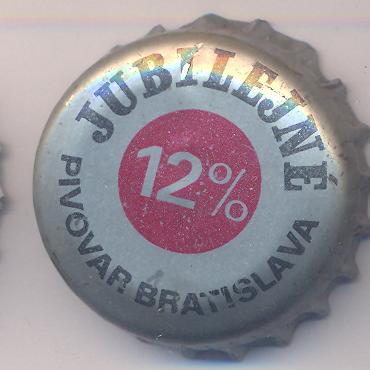 JUBILEJNÉ
12%
PIVOVAR BRATISLAVA